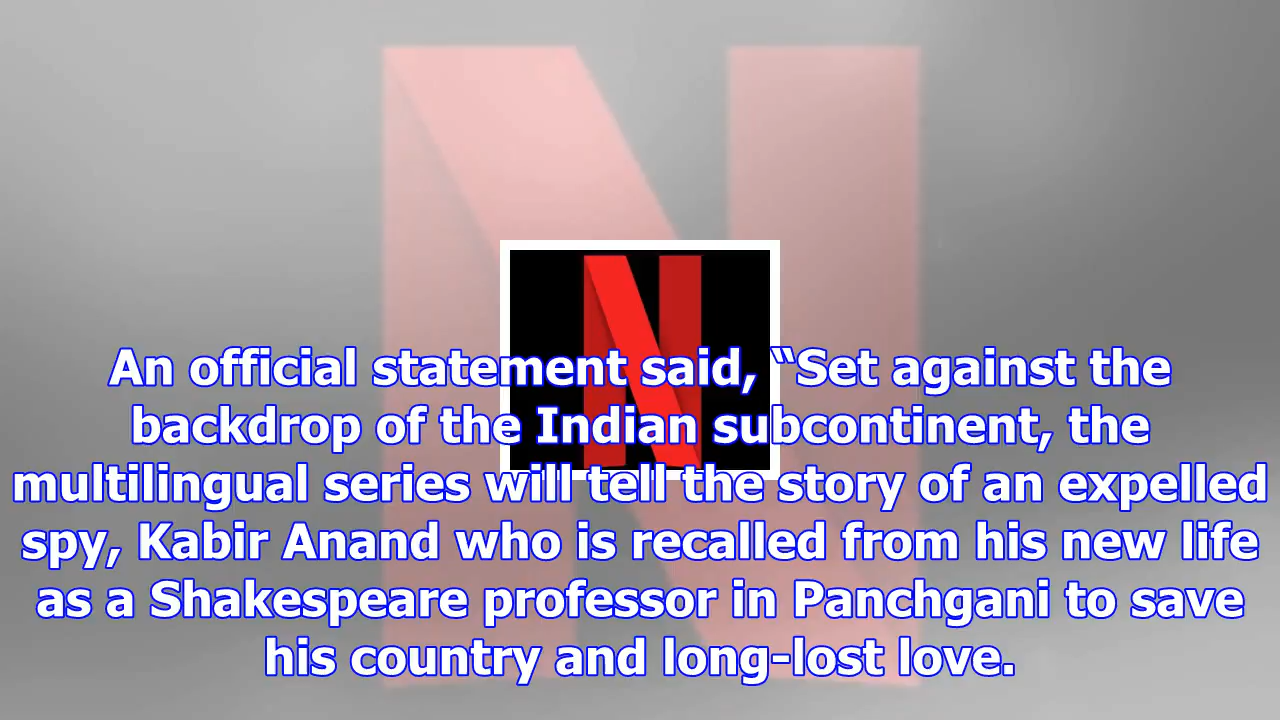 An official statement said, “Set against the
backdrop of the Indian subcontinent, the
multilingual series will tell the story of an expelled
spy, Kabir Anand who is recalled from his new life
as a Shakespeare professor in Panchgani to save
his country and long-lost love.